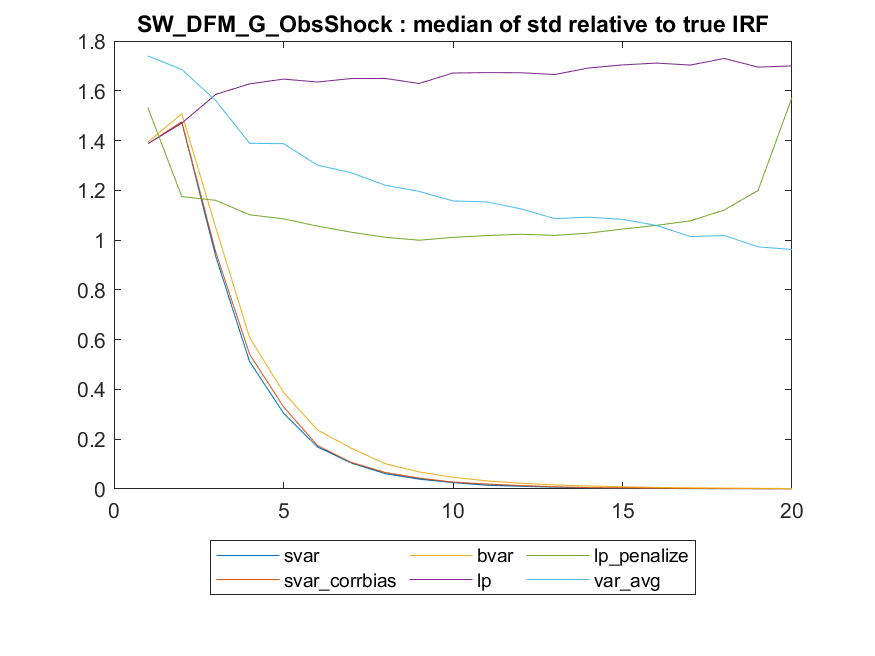 SW_DFM_G_ObsShock : median of std relative to true IRF
1.8
1.6
1.4
1.2
1
0.8
0.6
0.4
0.2
0
0 5 10 15 20
svar bvar lp_penalize
svar_corrbias lp var_avg